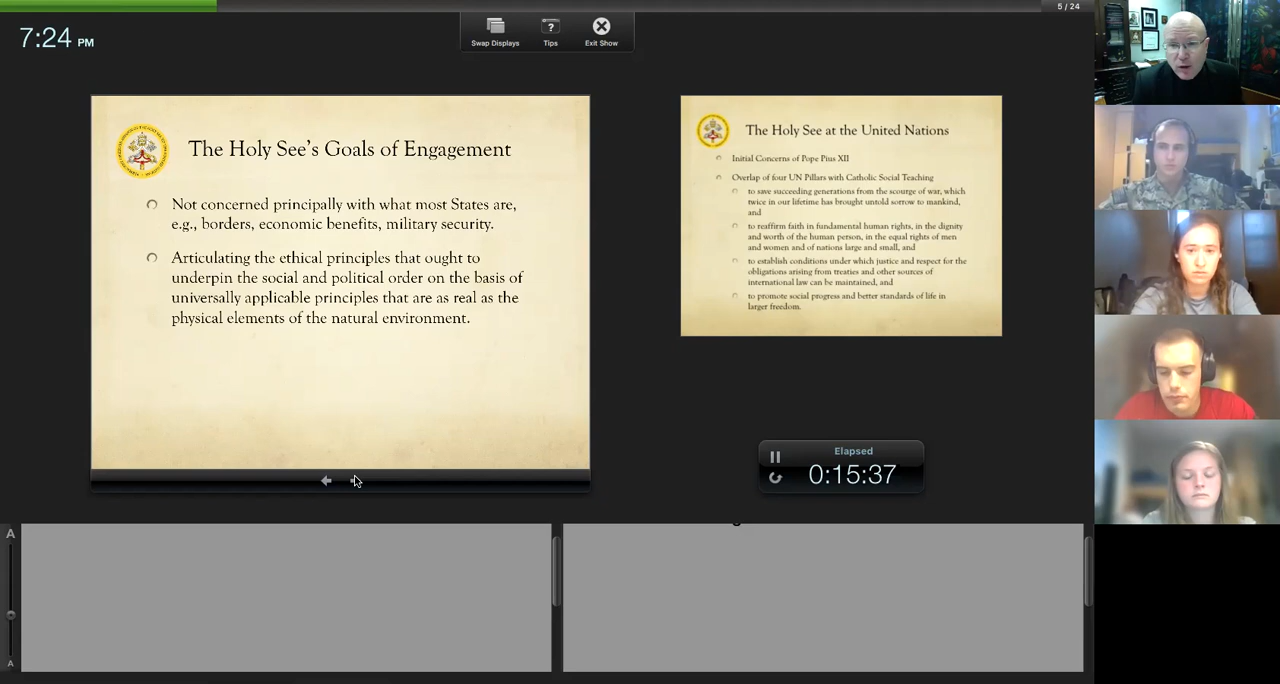 5 / 24
7:24 PM
Swap Displays
Tips
Exit Show
The Holy See's Goals of Engagement
Not concerned principally with what most States are,
e.g., borders, economic benefits, military security.
Articulating the ethical principles that ought to
underpin the social and political order on the basis of
universally applicable principles that are as real as the
physical elements of the natural environment.
The Holy See at the United Nations
Initial Concerns of Pope Pius XII
Overlap of four UN Pillars with Catholic Social Teaching
to save succeeding generations from the scourge of war, which
twice in our lifetime has brought untold sorrow to mankind,
and
to reaffirm faith in fundamental human rights, in the dignity
and worth of the human person, in the equal rights of men
and women and of nations large and small, and
to establish conditions under which justice and respect for the
obligations arising from treaties and other sources of
international law can be maintained, and
to promote social progress and better standards of life in
larger freedom.
Elapsed
0:15:37
A
A